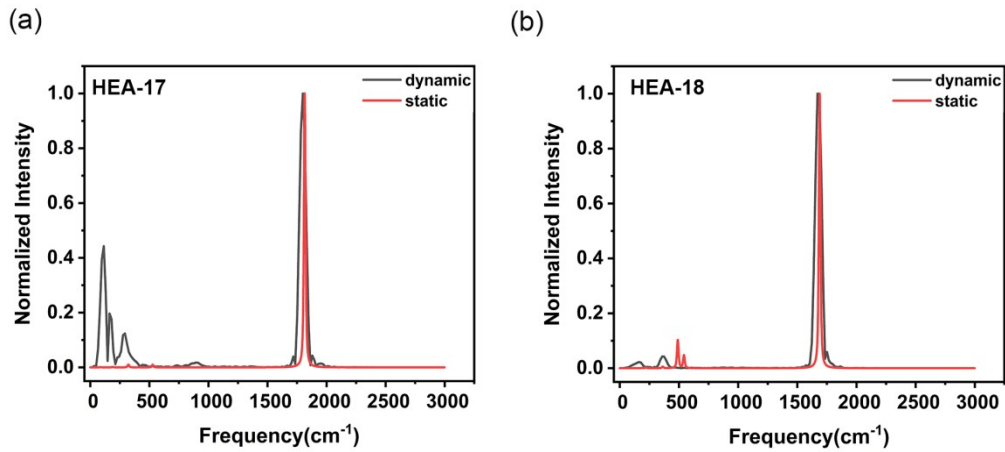 (a)
HEA-17
dynamic
static
1.0
0.8
0.6
0.4
0.2
0.0
Normalized Intensity
0 500 1000 1500 2000 2500 3000
Frequency(cm⁻¹)
(b)
HEA-18
dynamic
static
1.0
0.8
0.6
0.4
0.2
0.0
Normalized Intensity
0 500 1000 1500 2000 2500 3000
Frequency(cm⁻¹)